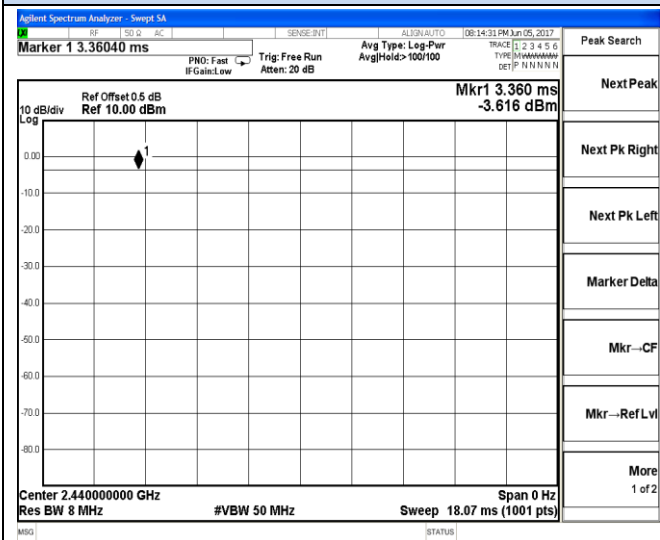 Agilent Spectrum Analyzer - Swept SA
RF 50 Ω AC SENSE:INT ALIGNAUTO 08:14:31 PM Jun 05, 2017
Marker 1 3.36040 ms
PNO: Fast
IFGain:Low
Trig: Free Run
Atten: 20 dB
Avg Type: Log-Pwr
Avg|Hold:>100/100
TRACE 1 2 3 4 5 6
TYPE
DET P N N N N N
Peak Search
Next Peak
Next Pk Right
Next Pk Left
Marker Delta
Mkr→CF
Mkr→Ref Lvl
More
1 of 2
Mkr1 3.360 ms
-3.616 dBm
Ref Offset 0.5 dB
10 dB/div Ref 10.00 dBm
Log
1
0.00
-10.0
-20.0
-30.0
-40.0
-50.0
-60.0
-70.0
-80.0
Center 2.440000000 GHz Span 0 Hz
Res BW 8 MHz #VBW 50 MHz Sweep 18.07 ms (1001 pts)
MSG STATUS